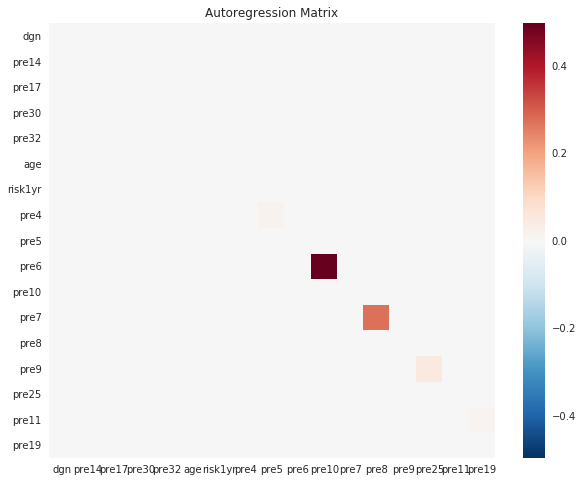 Autoregression Matrix
dgn
pre14
pre17
pre30
pre32
age
risk1yr
pre4
pre5
pre6
pre10
pre7
pre8
pre9
pre25
pre11
pre19
dgn pre14 pre17 pre30 pre32 age risk1yr pre4 pre5 pre6 pre10 pre7 pre8 pre9 pre25 pre11 pre19
0.4
0.2
0.0
−0.2
−0.4